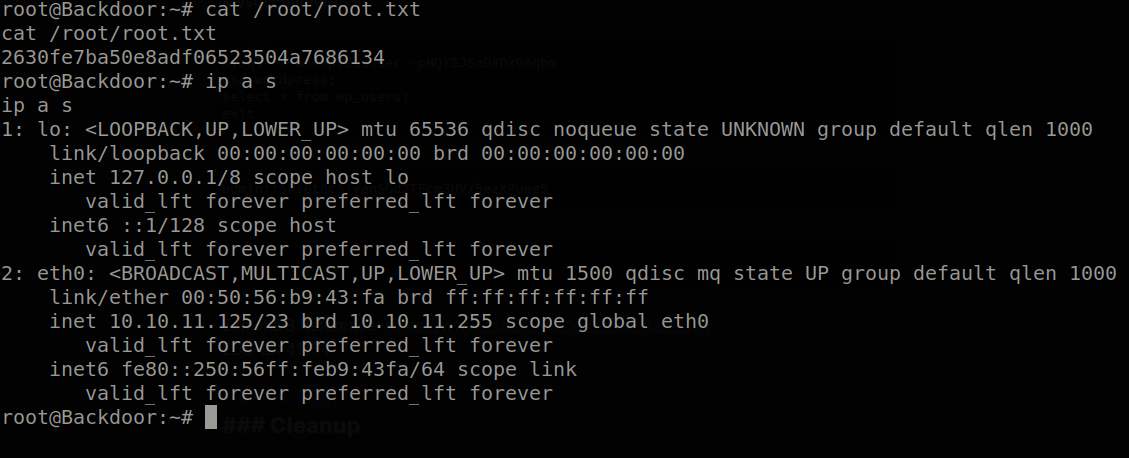 root@Backdoor:~# cat /root/root.txt
cat /root/root.txt
2630fe7ba50e8adf06523504a7686134
root@Backdoor:~# ip a s
ip a s
select * from wp_users;
1: lo: <LOOPBACK,UP,LOWER_UP> mtu 65536 qdisc noqueue state UNKNOWN group default qlen 1000
    link/loopback 00:00:00:00:00:00 brd 00:00:00:00:00:00
    inet 127.0.0.1/8 scope host lo
       valid_lft forever preferred_lft forever
    inet6 ::1/128 scope host
       valid_lft forever preferred_lft forever
2: eth0: <BROADCAST,MULTICAST,UP,LOWER_UP> mtu 1500 qdisc mq state UP group default qlen 1000
    link/ether 00:50:56:b9:43:fa brd ff:ff:ff:ff:ff:ff
    inet 10.10.11.125/23 brd 10.10.11.255 scope global eth0
       valid_lft forever preferred_lft forever
    inet6 fe80::250:56ff:feb9:43fa/64 scope link
       valid_lft forever preferred_lft forever
root@Backdoor:~#
### Cleanup